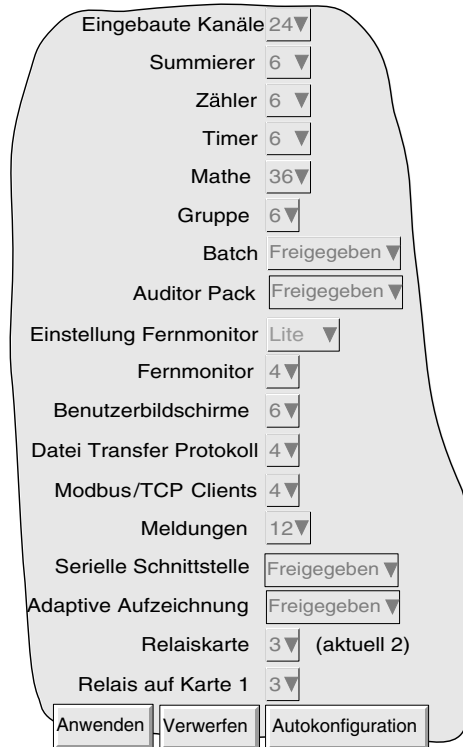 Eingebaute Kanäle 24
Summierer 6
Zähler 6
Timer 6
Mathe 36
Gruppe 6
Batch Freigegeben
Auditor Pack Freigegeben
Einstellung Fernmonitor Lite
Fernmonitor 4
Benutzerbildschirme 6
Datei Transfer Protokoll 4
Modbus/TCP Clients 4
Meldungen 12
Serielle Schnittstelle Freigegeben
Adaptive Aufzeichnung Freigegeben
Relaiskarte 3 (aktuell 2)
Relais auf Karte 1 3
Anwenden Verwerfen Autokonfiguration